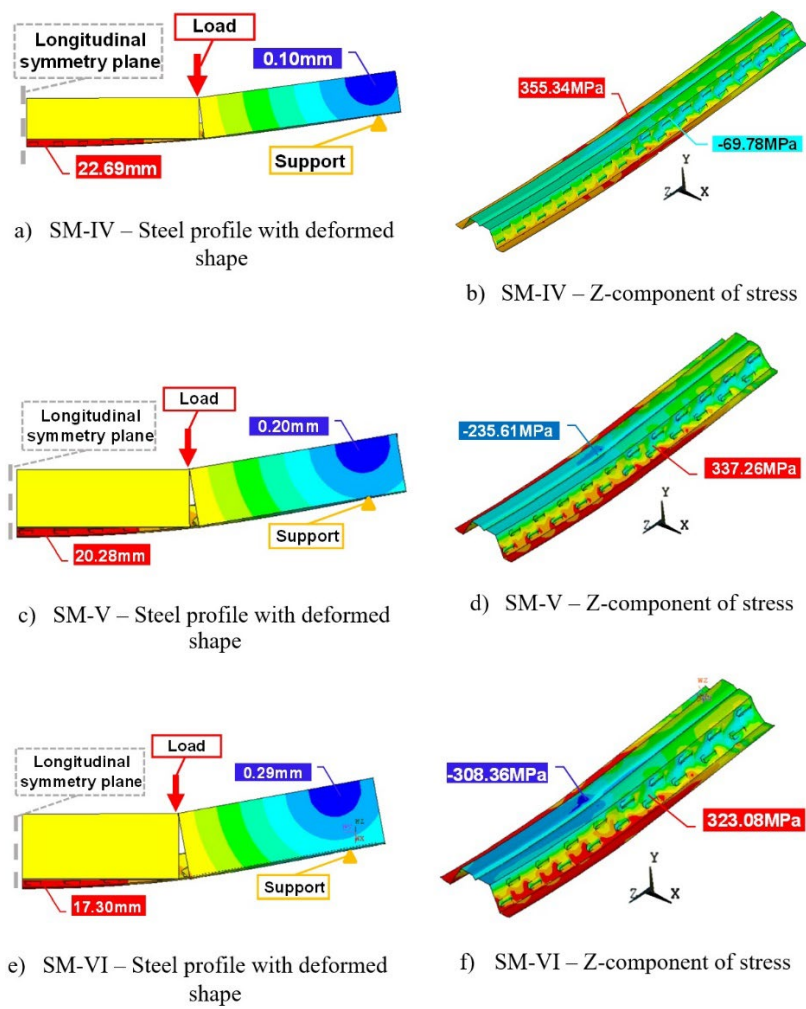 Longitudinal
symmetry plane
Load
0.10mm
22.69mm
Support
a) SM-IV – Steel profile with deformed
shape
355.34MPa
-69.78MPa
Y
Z
X
b) SM-IV – Z-component of stress
Longitudinal
symmetry plane
Load
0.20mm
20.28mm
Support
c) SM-V – Steel profile with deformed
shape
-235.61MPa
337.26MPa
Y
Z
X
d) SM-V – Z-component of stress
Longitudinal
symmetry plane
Load
0.29mm
17.30mm
Support
e) SM-VI – Steel profile with deformed
shape
-308.36MPa
323.08MPa
Y
Z
X
f) SM-VI – Z-component of stress